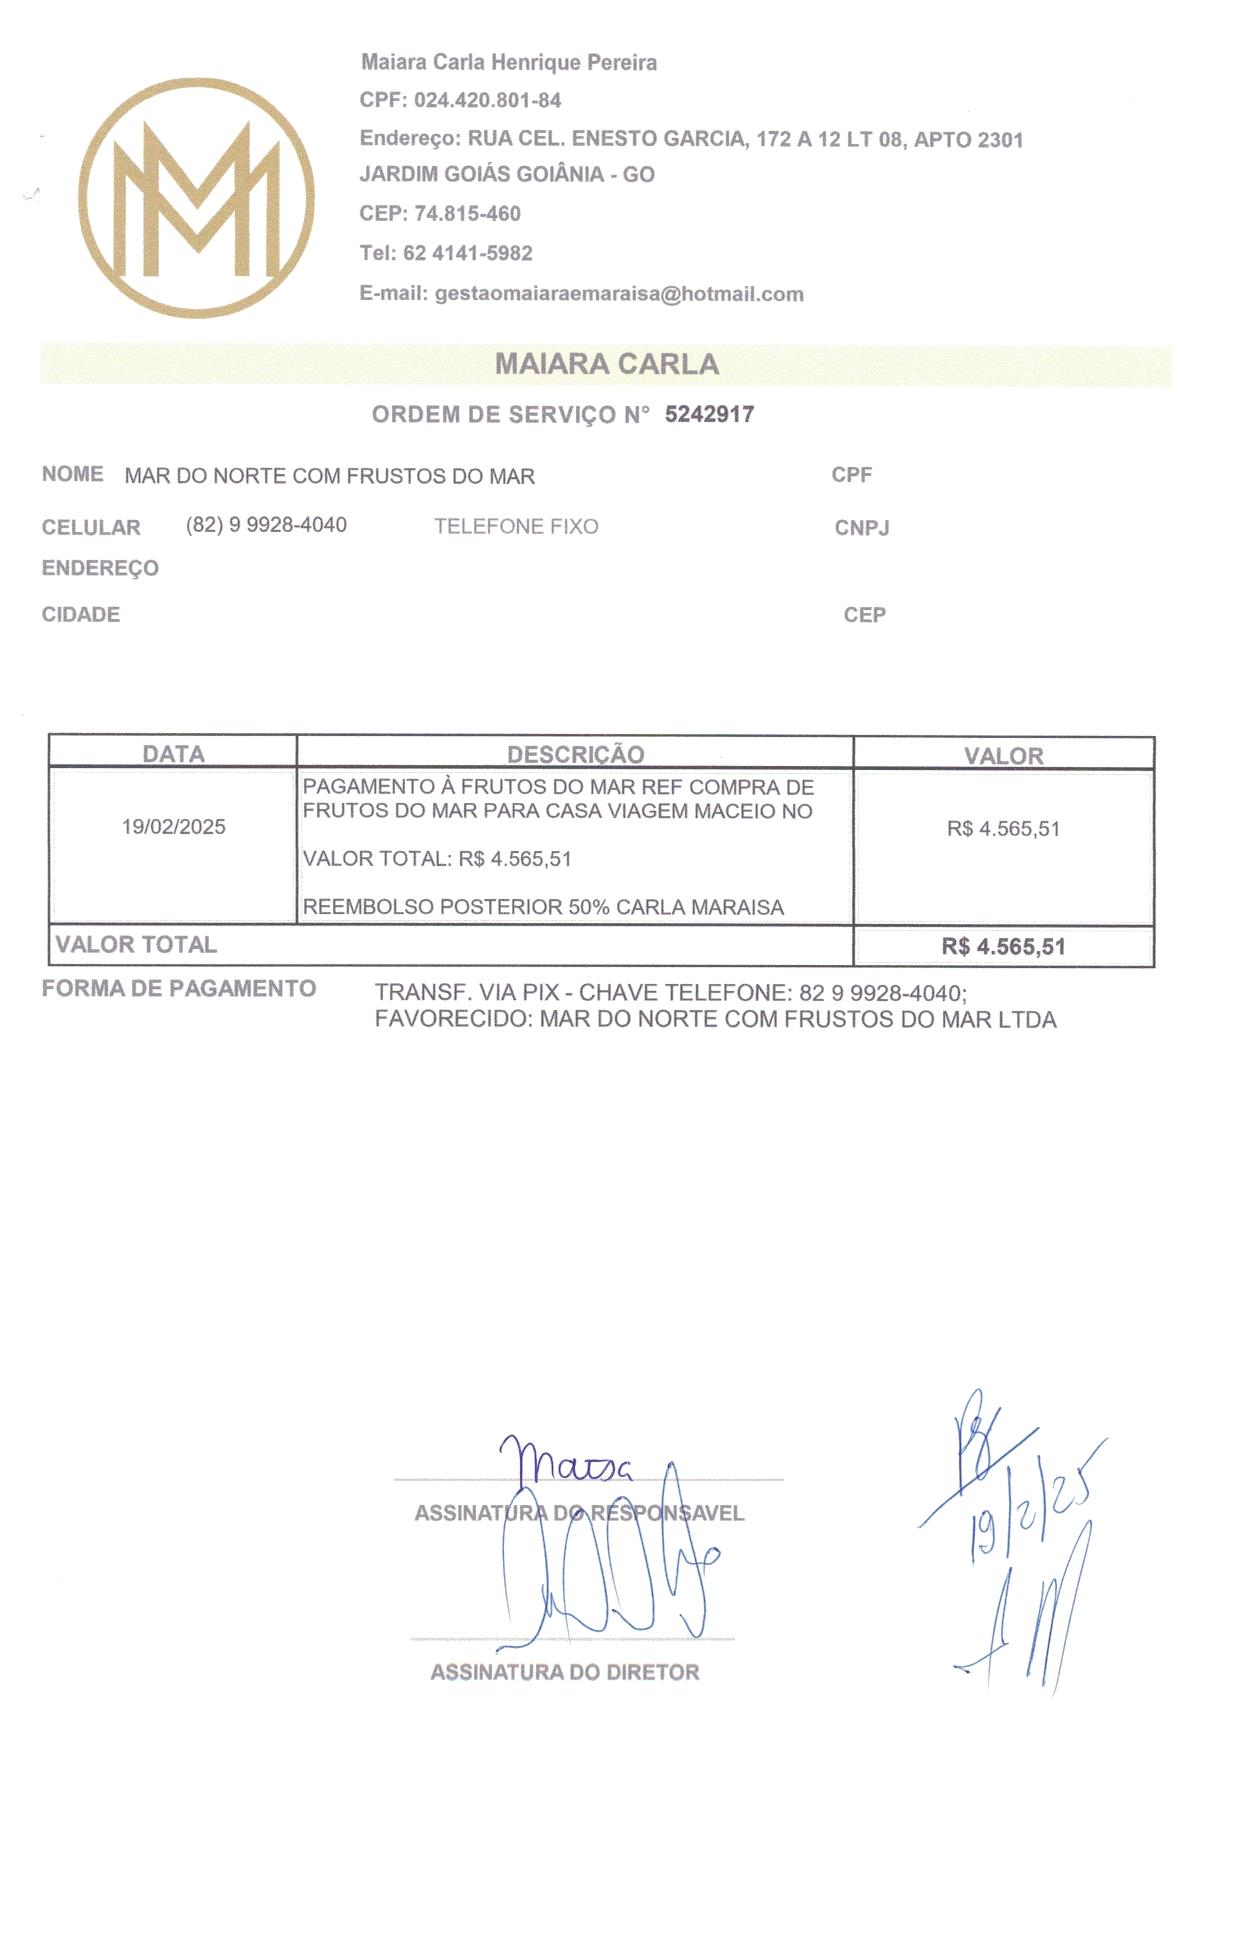 Maiara Carla Henrique Pereira
CPF: 024.420.801-84
Endereço: RUA CEL. ENESTO GARCIA, 172 A 12 LT 08, APTO 2301
JARDIM GOIÁS GOIÂNIA - GO
CEP: 74.815-460
Tel: 62 4141-5982
E-mail: gestaomaiaraemaraisa@hotmail.com
MAIARA CARLA
ORDEM DE SERVIÇO N° 5242917
NOME MAR DO NORTE COM FRUSTOS DO MAR CPF
CELULAR (82) 9 9928-4040 TELEFONE FIXO CNPJ
ENDEREÇO
CIDADE CEP
DATA DESCRIÇÃO VALOR
PAGAMENTO À FRUTOS DO MAR REF COMPRA DE
FRUTOS DO MAR PARA CASA VIAGEM MACEIO NO
19/02/2025 R$ 4.565,51
VALOR TOTAL: R$ 4.565,51
REEMBOLSO POSTERIOR 50% CARLA MARAISA
VALOR TOTAL R$ 4.565,51
FORMA DE PAGAMENTO TRANSF. VIA PIX - CHAVE TELEFONE: 82 9 9928-4040;
FAVORECIDO: MAR DO NORTE COM FRUSTOS DO MAR LTDA
ASSINATURA DO RESPONSAVEL
19/2/25
ASSINATURA DO DIRETOR